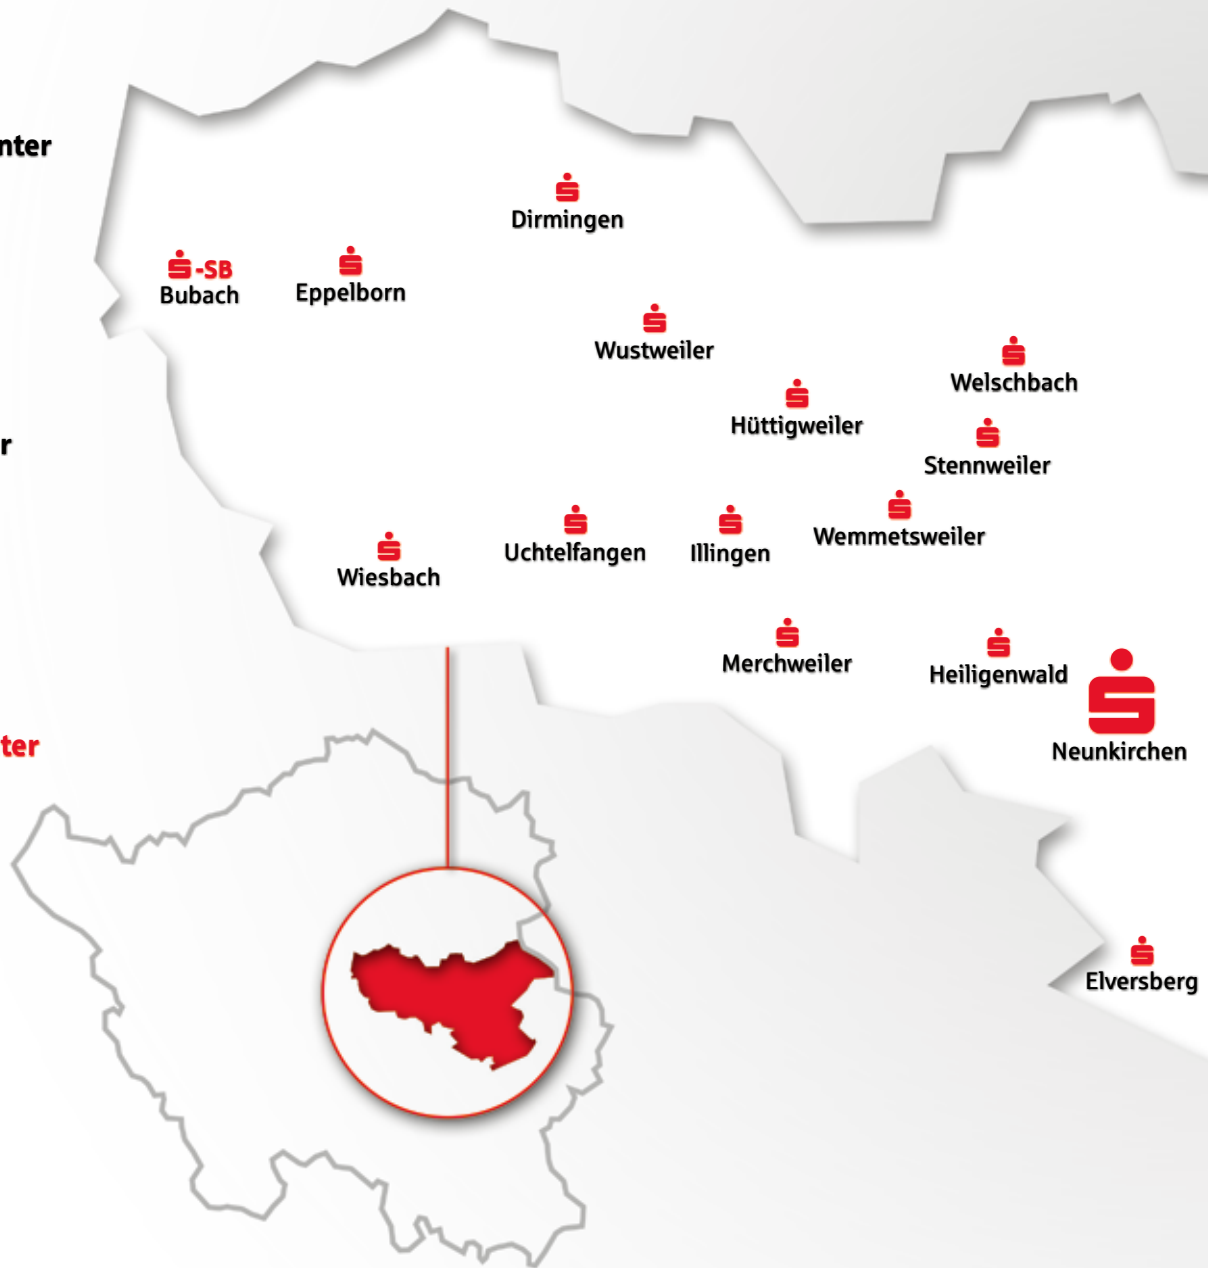 nter
Dirmingen
-SB
Bubach
Eppelborn
Wustweiler
Welschbach
Hüttigweiler
r
Stennweiler
Wemmetsweiler
Uchtelfangen
Illingen
Wiesbach
Merchweiler
Heiligenwald
Neunkirchen
ter
Elversberg